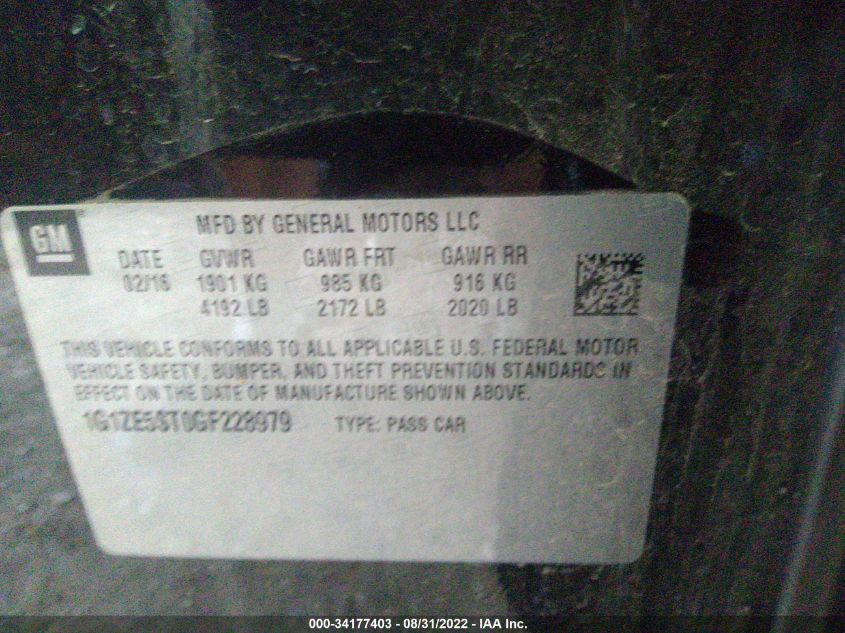 GM
MFD BY GENERAL MOTORS LLC
DATE GVWR GAWR FRT GAWR RR
02/16 1901 KG 985 KG 916 KG
4192 LB 2172 LB 2020 LB
THIS VEHICLE CONFORMS TO ALL APPLICABLE U.S. FEDERAL MOTOR
VEHICLE SAFETY, BUMPER, AND THEFT PREVENTION STANDARDS IN
EFFECT ON THE DATE OF MANUFACTURE SHOWN ABOVE.
1G1ZE5ST0GF228979 TYPE: PASS CAR
000-34177403 - 08/31/2022 - IAA Inc.